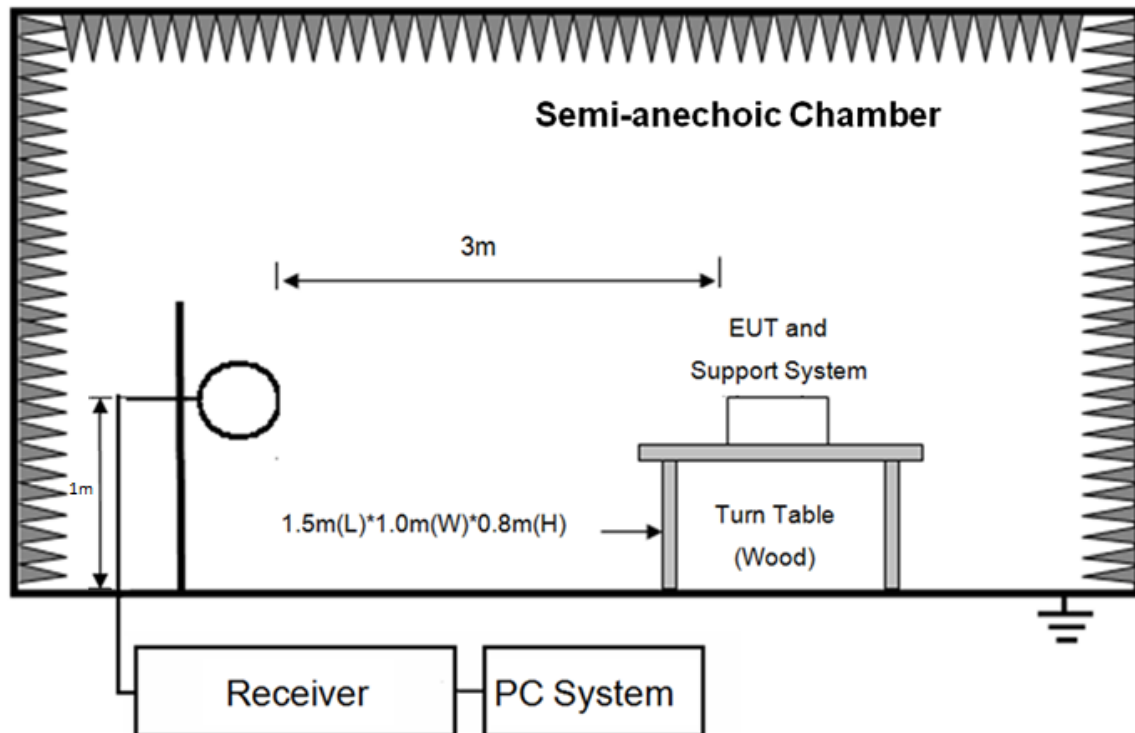 Semi-anechoic Chamber
3m
EUT and
Support System
1m
1.5m(L)*1.0m(W)*0.8m(H)
Turn Table
(Wood)
Receiver
PC System